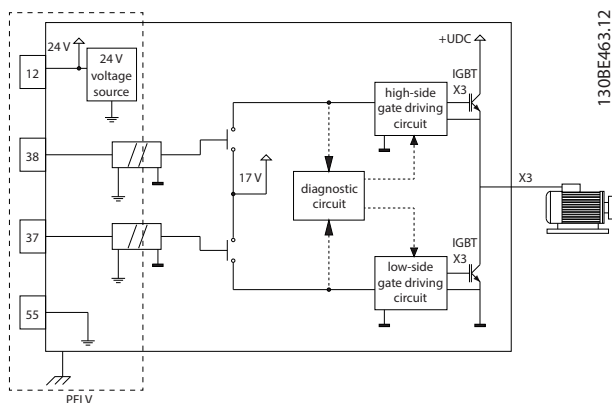 130BE463.12
24 V
12
24 V
voltage
source
+UDC
IGBT
X3
high-side
gate driving
circuit
38
17 V
diagnostic
circuit
X3
37
IGBT
X3
low-side
gate driving
circuit
55
PELV